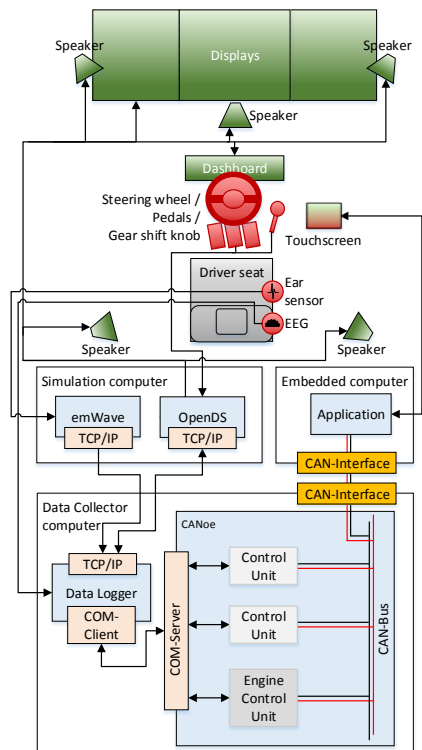 Speaker
Displays
Speaker
Speaker
Dashboard
Steering wheel /
Pedals /
Gear shift knob
Touchscreen
Driver seat
Ear
sensor
EEG
Speaker
Speaker
Simulation computer
Embedded computer
emWave
TCP/IP
OpenDS
TCP/IP
Application
CAN-Interface
CAN-Interface
Data Collector
computer
CANoe
TCP/IP
Data Logger
COM-
Client
COM-Server
Control
Unit
Control
Unit
Engine
Control
Unit
CAN-Bus